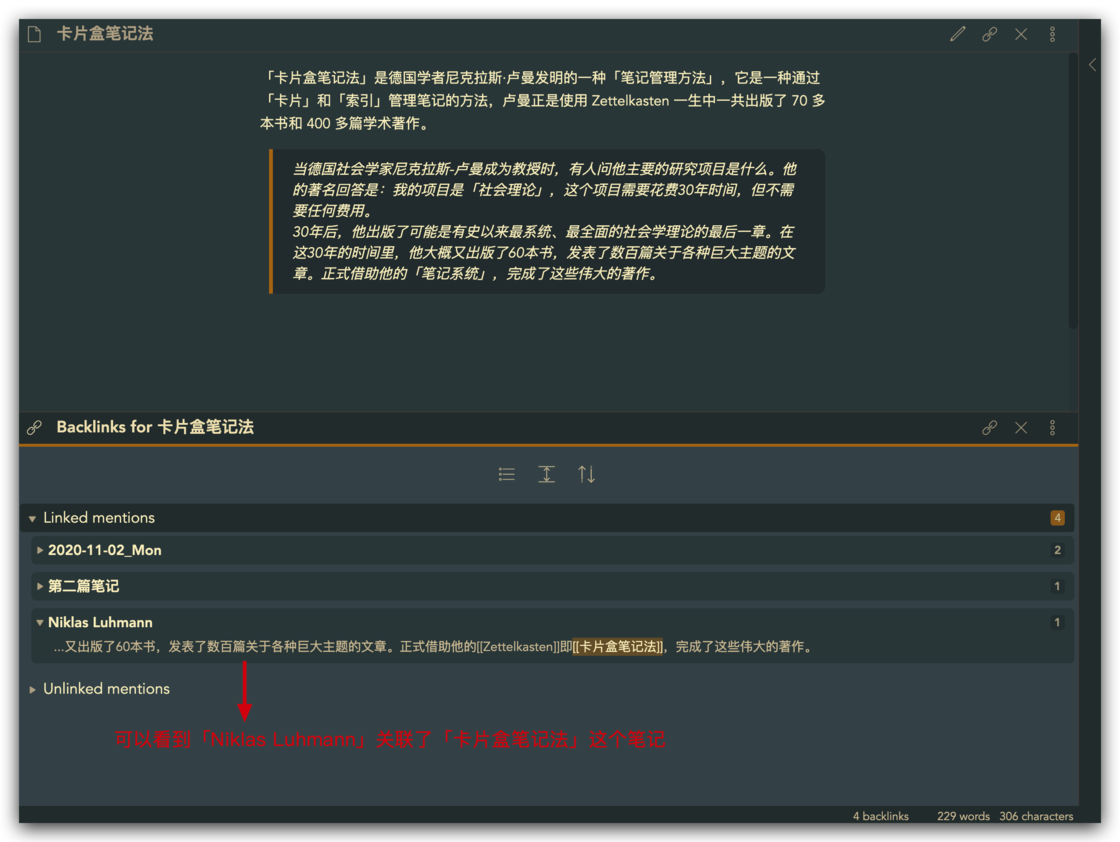 卡片盒笔记法
「卡片盒笔记法」是德国学者尼克拉斯·卢曼发明的一种「笔记管理方法」，它是一种通过
「卡片」和「索引」管理笔记的方法，卢曼正是使用 Zettelkasten 一生中一共出版了 70 多
本书和 400 多篇学术著作。
当德国社会学家尼克拉斯-卢曼成为教授时，有人问他主要的研究项目是什么。他
的著名回答是：我的项目是「社会理论」，这个项目需要花费30年时间，但不需
要任何费用。
30年后，他出版了可能是有史以来最系统、最全面的社会学理论的最后一章。在
这30年的时间里，他大概又出版了60本书，发表了数百篇关于各种巨大主题的文
章。正式借助他的「笔记系统」，完成了这些伟大的著作。
Backlinks for 卡片盒笔记法
Linked mentions 4
2020-11-02_Mon 2
第二篇笔记 1
Niklas Luhmann 1
...又出版了60本书，发表了数百篇关于各种巨大主题的文章。正式借助他的[[Zettelkasten]]即[[卡片盒笔记法]]，完成了这些伟大的著作。
Unlinked mentions
可以看到「Niklas Luhmann」关联了「卡片盒笔记法」这个笔记
4 backlinks 229 words 306 characters